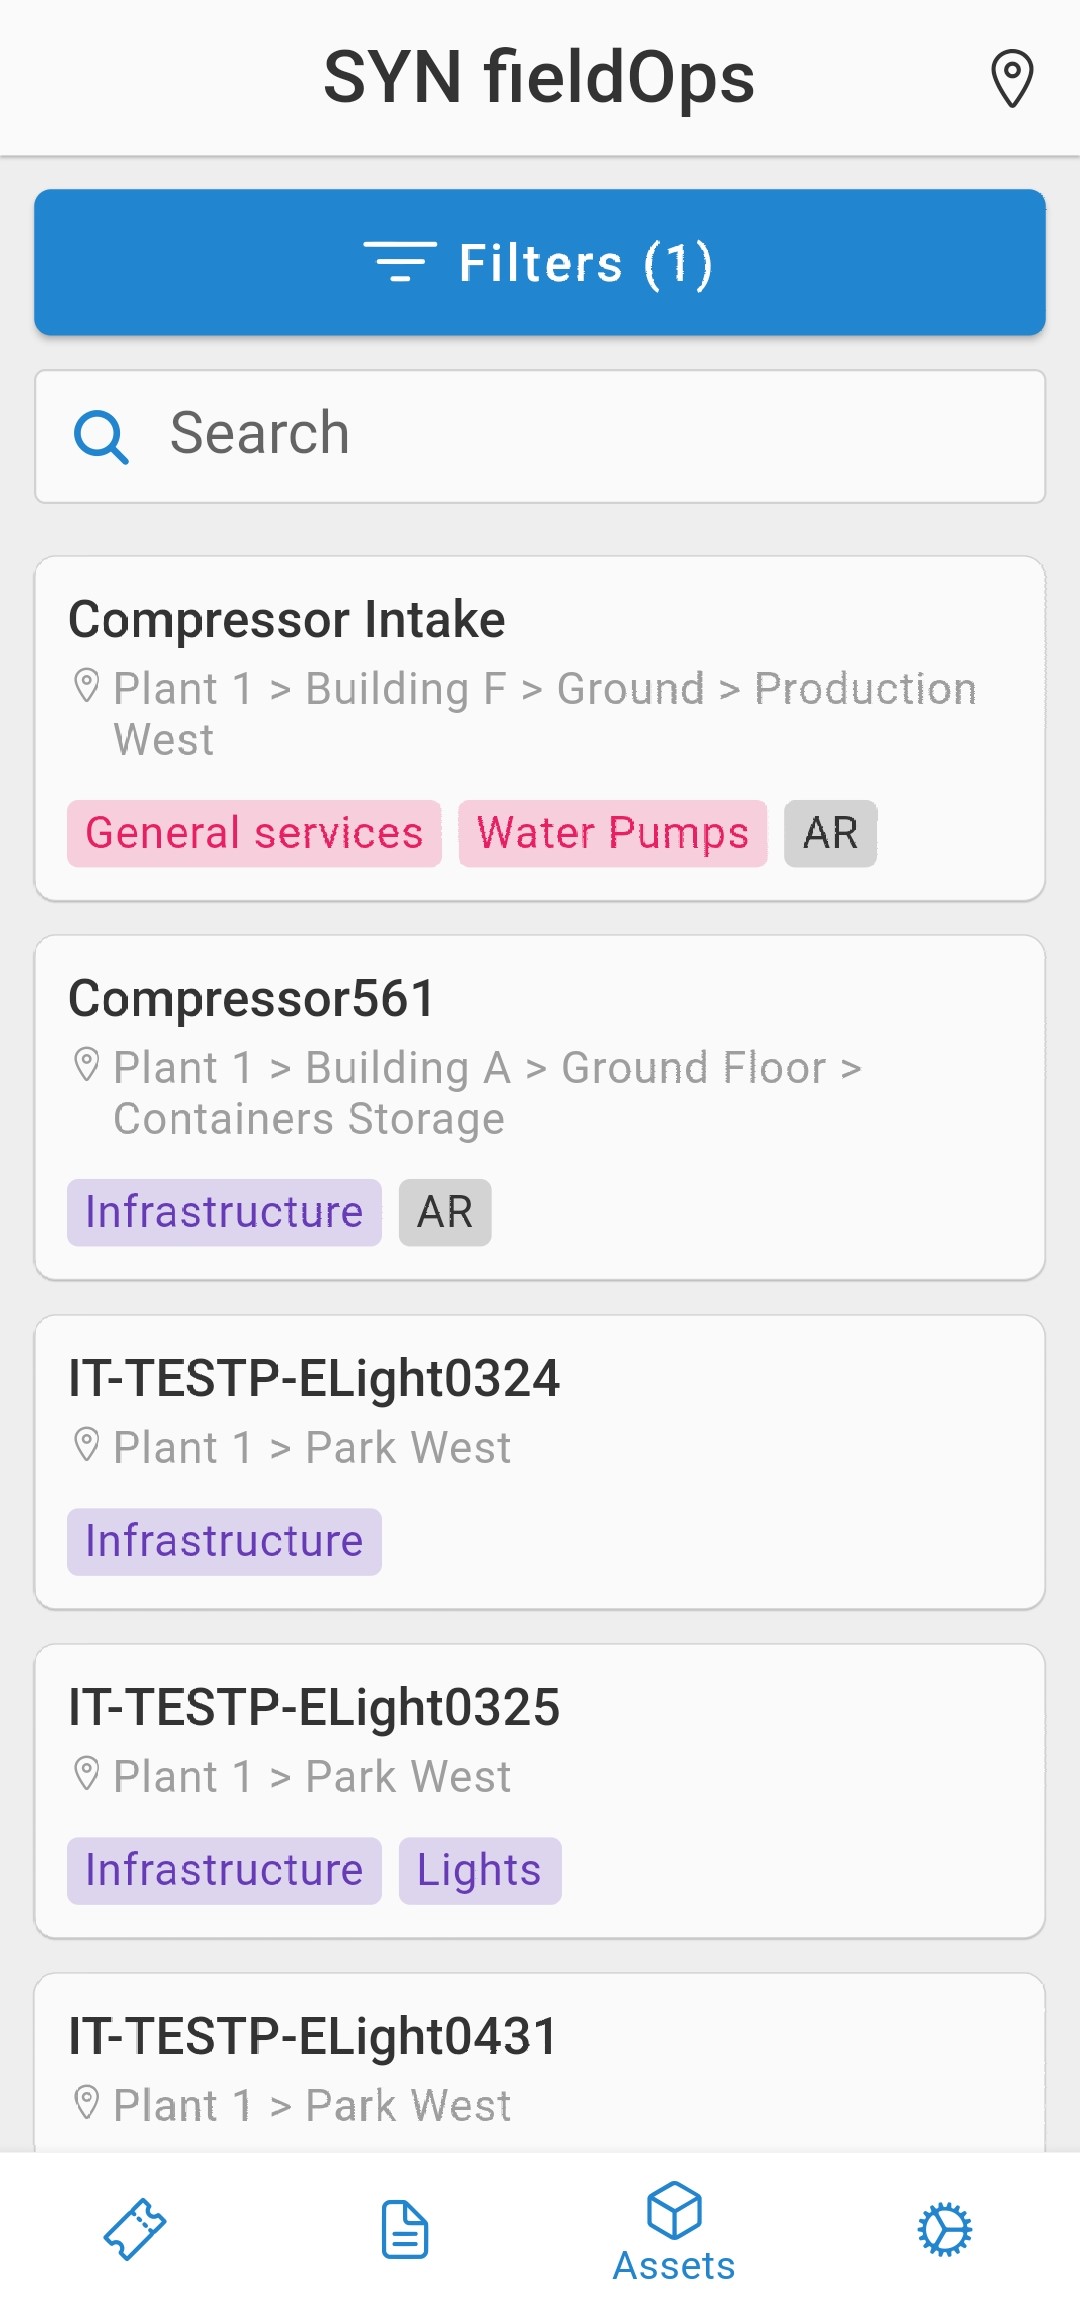 SYN fieldOps
Filters (1)
Search
Compressor Intake
Plant 1 > Building F > Ground > Production
West
General services Water Pumps AR
Compressor561
Plant 1 > Building A > Ground Floor >
Containers Storage
Infrastructure AR
IT-TESTP-ELight0324
Plant 1 > Park West
Infrastructure
IT-TESTP-ELight0325
Plant 1 > Park West
Infrastructure Lights
IT-TESTP-ELight0431
Plant 1 > Park West
Assets